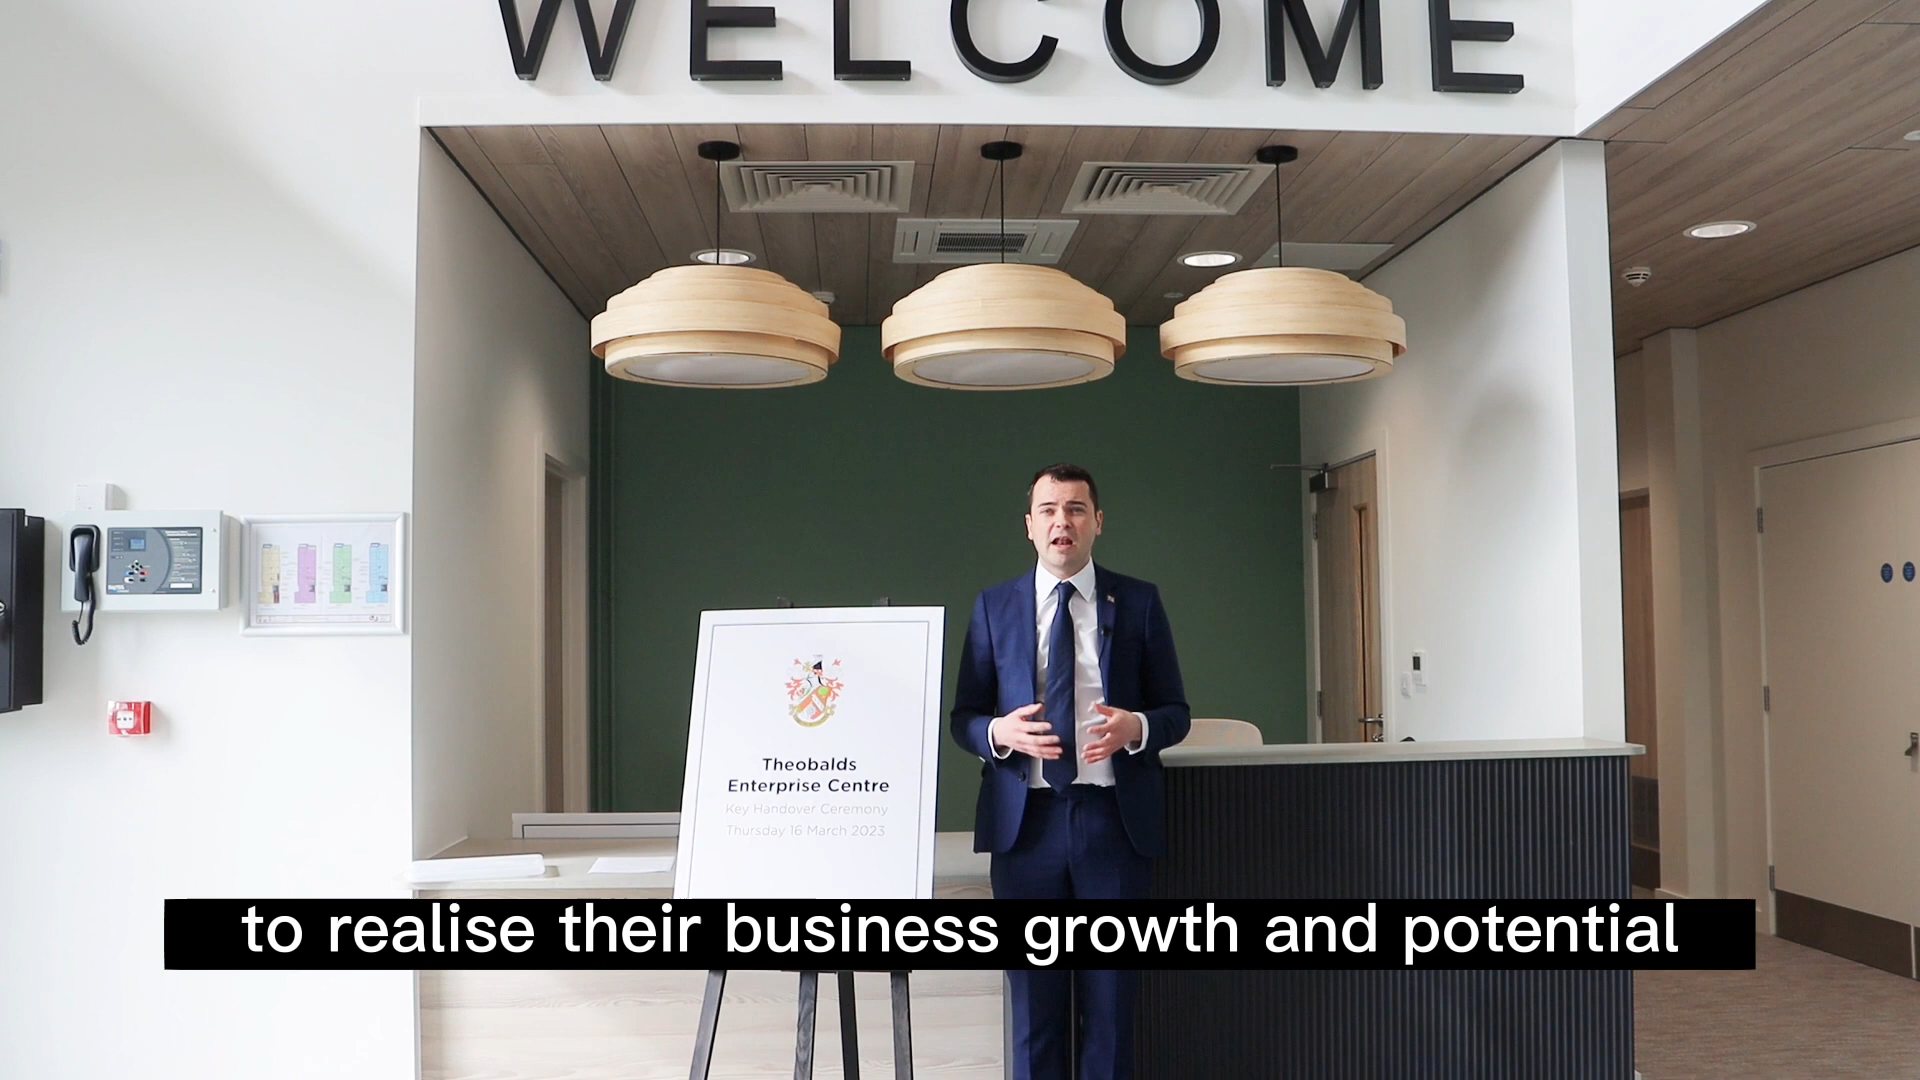 WELCOME
Theobalds
Enterprise Centre
Key Handover Ceremony
Thursday 16 March 2023
to realise their business growth and potential